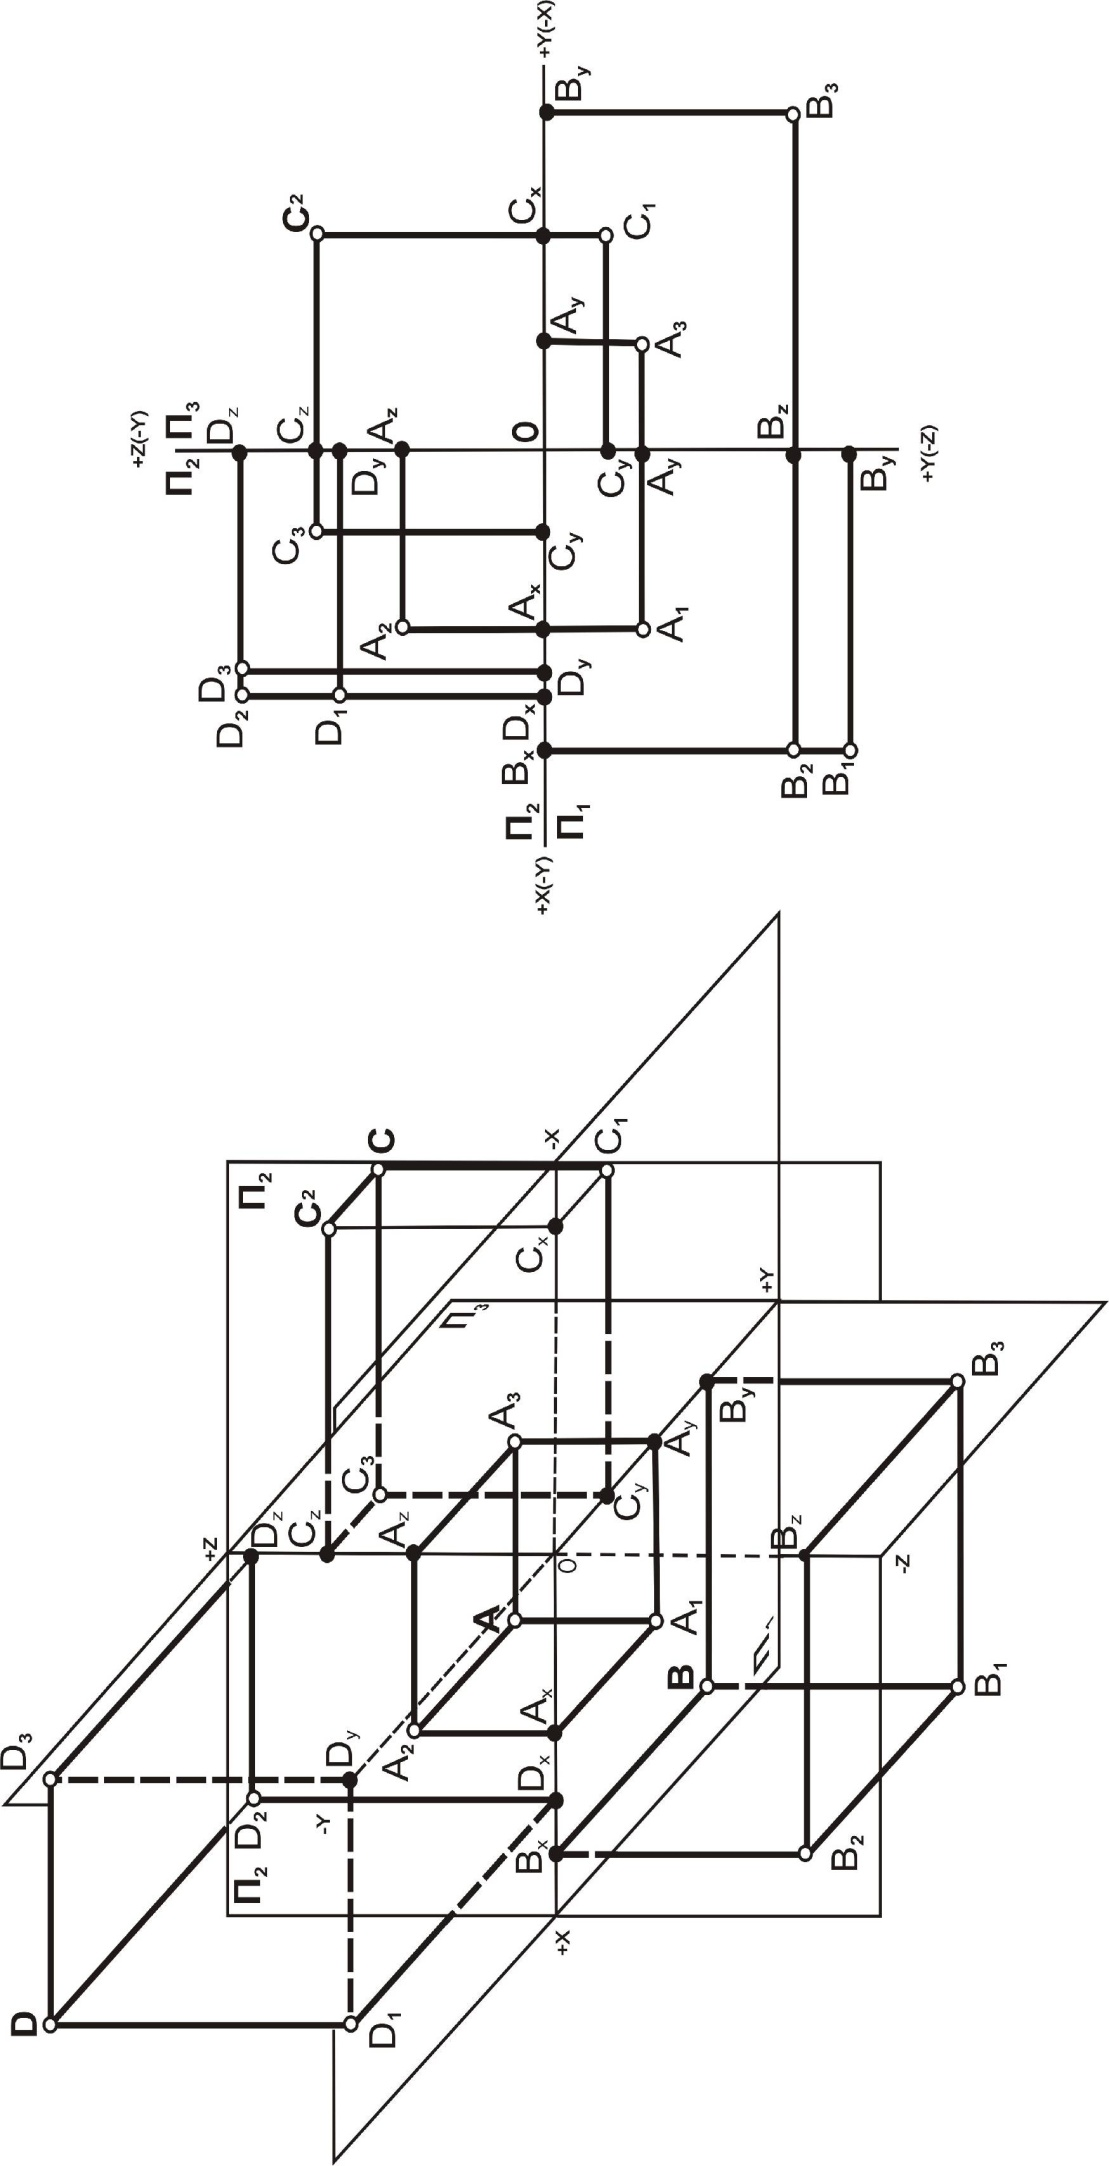 D
D3
+Z
Dz
П2
D2
Cz
C2
П2
C
-Y
Dy
C3
A2
Az
A3
П3
A
+X
Bx
Dx
Ax
O
Cx
-X
D1
Cy
C1
A1
Ay
B
By
+Y
Bz
B2
-Z
B1
B3
+Z(-Y)
П2
П3
D3
Dz
D2
C3
Cz
C2
D1
Dy
A2
Az
+X(-Y)
П2
Bx
Dx
Ax
O
Cx
+Y(-X)
П1
Dy
Cy
Ay
By
Cy
C1
A1
Ay
A3
B2
Bz
B3
B1
By
+Y(-Z)